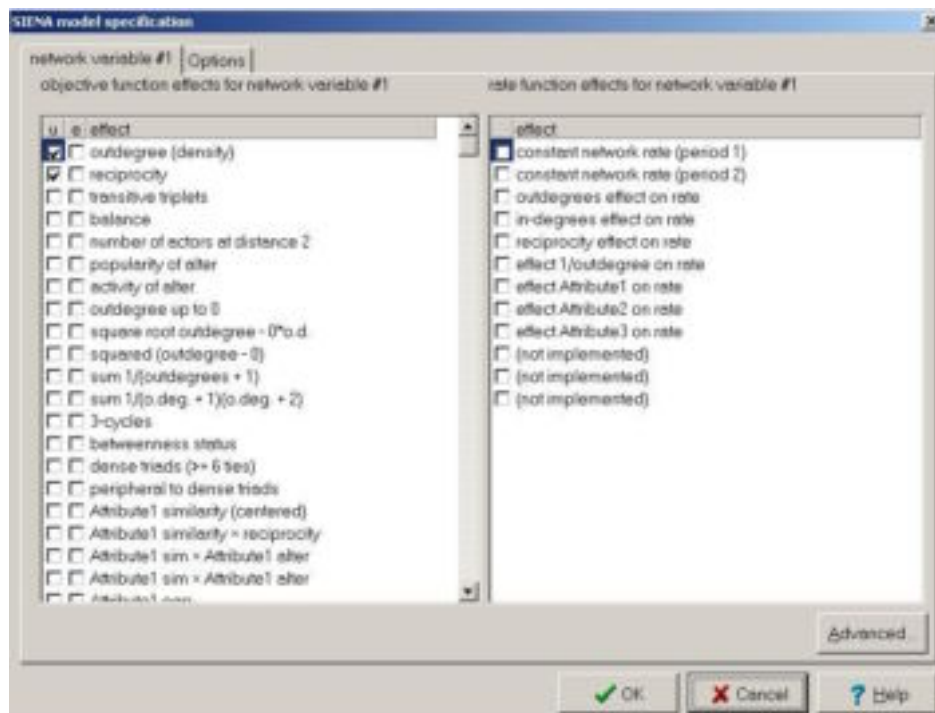 SIENA model specification
network variable #1 Options
objective function effects for network variable #1
u e effect
outdegree (density)
reciprocity
transitive triplets
balance
number of actors at distance 2
popularity of alter
activity of alter
outdegree up to 0
square root outdegree - 0*o.d.
squared (outdegree - 0)
sum 1/(outdegrees + 1)
sum 1/(o.deg. + 1)(o.deg. + 2)
3-cycles
betweenness status
dense triads (>= 6 ties)
peripheral to dense triads
Attribute1 similarity (centered)
Attribute1 similarity × reciprocity
Attribute1 sim × Attribute1 alter
Attribute1 sim × Attribute1 alter
rate function effects for network variable #1
effect
constant network rate (period 1)
constant network rate (period 2)
outdegrees effect on rate
in-degrees effect on rate
reciprocity effect on rate
effect 1/outdegree on rate
effect Attribute1 on rate
effect Attribute2 on rate
effect Attribute3 on rate
(not implemented)
(not implemented)
(not implemented)
Advanced...
OK
Cancel
Help